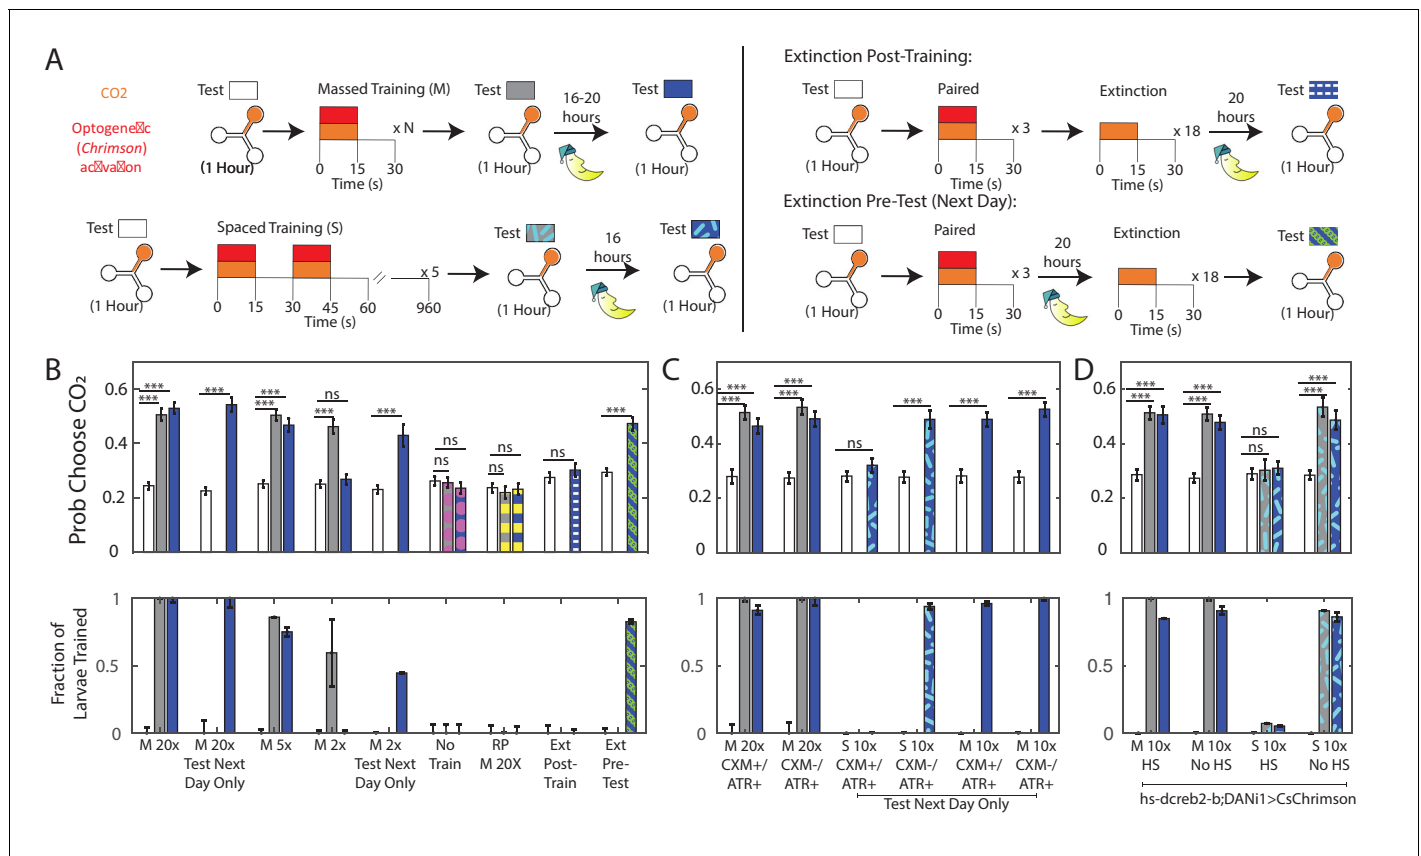 A
CO2
Optogene☒c
(Chrimson)
ac☒va☒on
Test
(1 Hour)
Massed Training (M)
x N
0 15 30
Time (s)
Test
(1 Hour)
16-20
hours
Test
(1 Hour)
Test
(1 Hour)
Spaced Training (S)
x 5
0 15 30 45 60 960
Time (s)
Test
(1 Hour)
16
hours
Test
(1 Hour)
Extinction Post-Training:
Test
(1 Hour)
Paired
x 3
0 15 30
Time (s)
Extinction
x 18
0 15 30
Time (s)
20
hours
Test
(1 Hour)
Extinction Pre-Test (Next Day):
Test
(1 Hour)
Paired
x 3
0 15 30
Time (s)
20
hours
Extinction
x 18
0 15 30
Time (s)
Test
(1 Hour)
B
Prob Choose CO₂
0.6
0.4
0.2
0
***
***
***
***
***
ns
***
***
ns
ns
ns
ns
ns
***
Fraction of
Larvae Trained
1
0.5
0
M 20x
M 20x
Test Next
Day Only
M 5x
M 2x
M 2x
Test Next
Day Only
No
Train
RP
M 20X
Ext
Post-
Train
Ext
Pre-
Test
C
0.6
0.4
0.2
0
***
***
***
***
ns
***
***
***
1
0.5
0
M 20x
CXM+/
ATR+
M 20x
CXM-/
ATR+
S 10x
CXM+/
ATR+
S 10x
CXM-/
ATR+
M 10x
CXM+/
ATR+
M 10x
CXM-/
ATR+
Test Next Day Only
D
0.6
0.4
0.2
0
***
***
***
***
ns
ns
***
***
1
0.5
0
M 10x
HS
M 10x
No HS
S 10x
HS
S 10x
No HS
hs-dcreb2-b;DANi1>CsChrimson